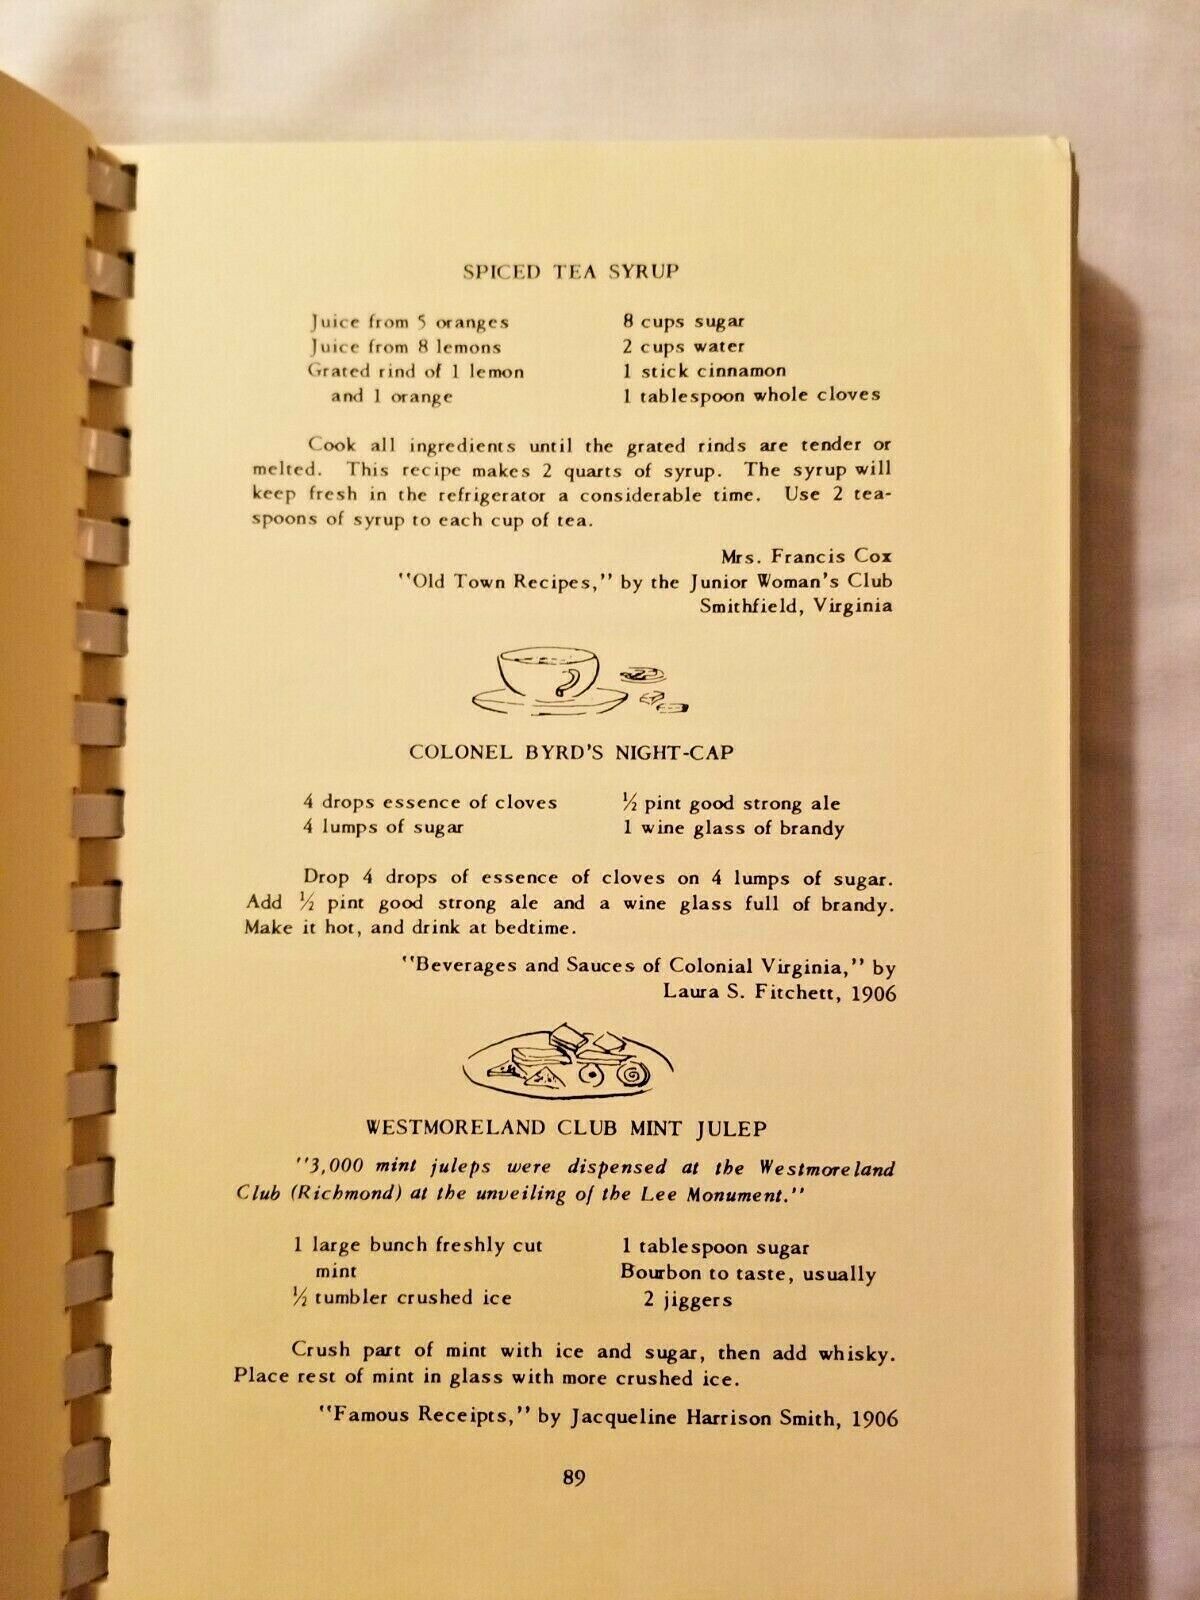 SPICED TEA SYRUP
Juice from 5 oranges
Juice from 8 lemons
Grated rind of 1 lemon
and 1 orange
8 cups sugar
2 cups water
1 stick cinnamon
1 tablespoon whole cloves
Cook all ingredients until the grated rinds are tender or
melted. This recipe makes 2 quarts of syrup. The syrup will
keep fresh in the refrigerator a considerable time. Use 2 tea-
spoons of syrup to each cup of tea.
Mrs. Francis Cox
"Old Town Recipes," by the Junior Woman's Club
Smithfield, Virginia
COLONEL BYRD'S NIGHT-CAP
4 drops essence of cloves
4 lumps of sugar
½ pint good strong ale
1 wine glass of brandy
Drop 4 drops of essence of cloves on 4 lumps of sugar.
Add ½ pint good strong ale and a wine glass full of brandy.
Make it hot, and drink at bedtime.
"Beverages and Sauces of Colonial Virginia," by
Laura S. Fitchett, 1906
WESTMORELAND CLUB MINT JULEP
"3,000 mint juleps were dispensed at the Westmoreland
Club (Richmond) at the unveiling of the Lee Monument."
1 large bunch freshly cut
mint
½ tumbler crushed ice
1 tablespoon sugar
Bourbon to taste, usually
2 jiggers
Crush part of mint with ice and sugar, then add whisky.
Place rest of mint in glass with more crushed ice.
"Famous Receipts," by Jacqueline Harrison Smith, 1906
89